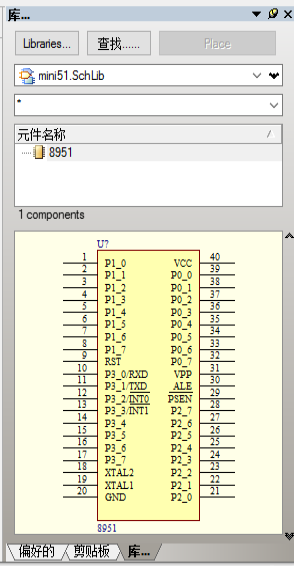 库...
Libraries...
查找......
Place
mini51.SchLib
*
元件名称
8951
1 components
U?
1 P1_0 VCC 40
2 P1_1 P0_0 39
3 P1_2 P0_1 38
4 P1_3 P0_2 37
5 P1_4 P0_3 36
6 P1_5 P0_4 35
7 P1_6 P0_5 34
8 P1_7 P0_6 33
9 RST P0_7 32
10 P3_0/RXD VPP 31
11 P3_1/TXD ALE 30
12 P3_2/INT0 PSEN 29
13 P3_3/INT1 P2_7 28
14 P3_4 P2_6 27
15 P3_5 P2_5 26
16 P3_6 P2_4 25
17 P3_7 P2_3 24
18 XTAL2 P2_2 23
19 XTAL1 P2_1 22
20 GND P2_0 21
8951
偏好的 剪贴板 库...